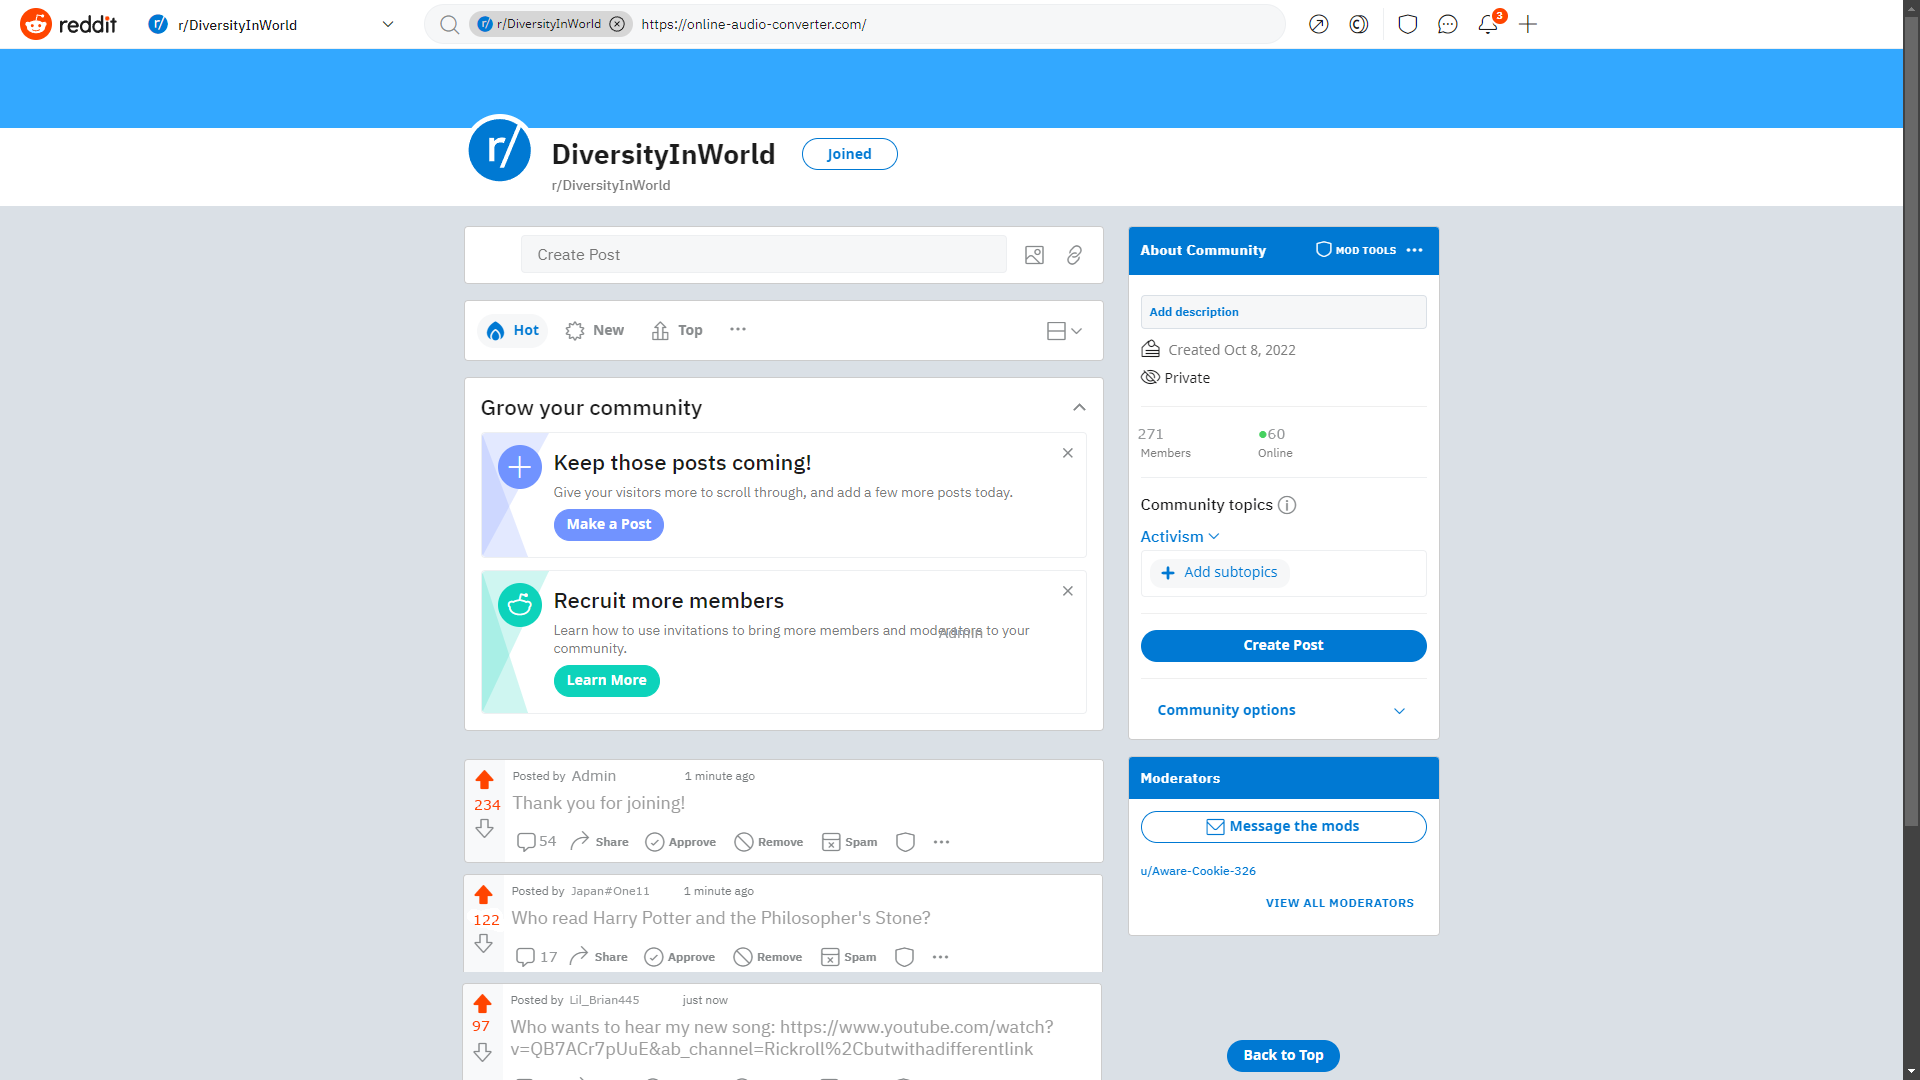 reddit r/DiversityInWorld r/DiversityInWorld https://online-audio-converter.com/ 3
r/ DiversityInWorld Joined
r/DiversityInWorld
Create Post
Hot New Top
Grow your community
Keep those posts coming!
Give your visitors more to scroll through, and add a few more posts today.
Make a Post
Recruit more members
Learn how to use invitations to bring more members and moderators to your
Admin
community.
Learn More
Posted by Admin 1 minute ago
234 Thank you for joining!
54 Share Approve Remove Spam
Posted by Japan#One11 1 minute ago
122 Who read Harry Potter and the Philosopher's Stone?
17 Share Approve Remove Spam
Posted by Lil_Brian445 just now
97 Who wants to hear my new song: https://www.youtube.com/watch?
v=QB7ACr7pUuE&ab_channel=Rickroll%2Cbutwithadifferentlink
About Community MOD TOOLS
Add description
Created Oct 8, 2022
Private
271 60
Members Online
Community topics
Activism
Add subtopics
Create Post
Community options
Moderators
Message the mods
u/Aware-Cookie-326
VIEW ALL MODERATORS
Back to Top